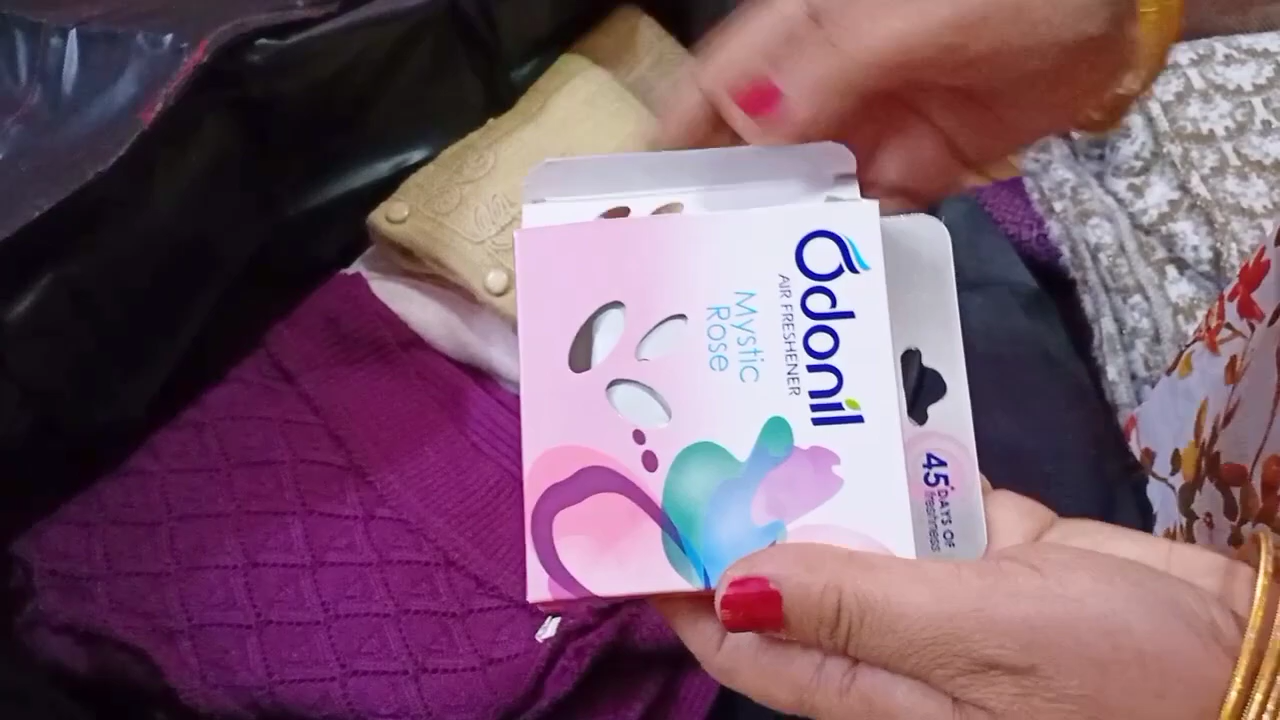 Odonil
AIR FRESHENER
Mystic
Rose
45* DAYS OF
freshness